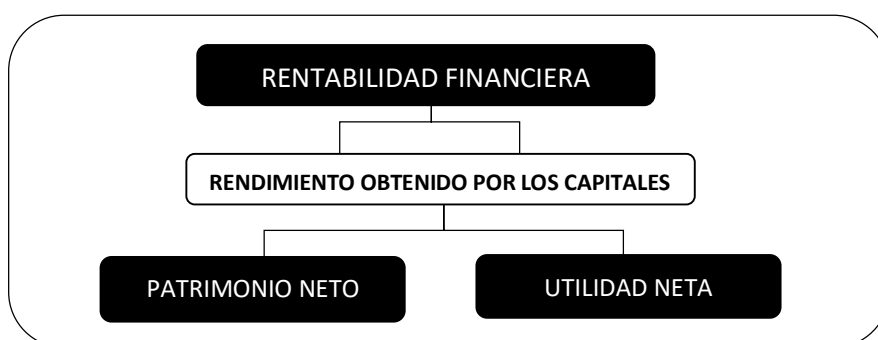 RENTABILIDAD FINANCIERA
RENDIMIENTO OBTENIDO POR LOS CAPITALES
PATRIMONIO NETO
UTILIDAD NETA